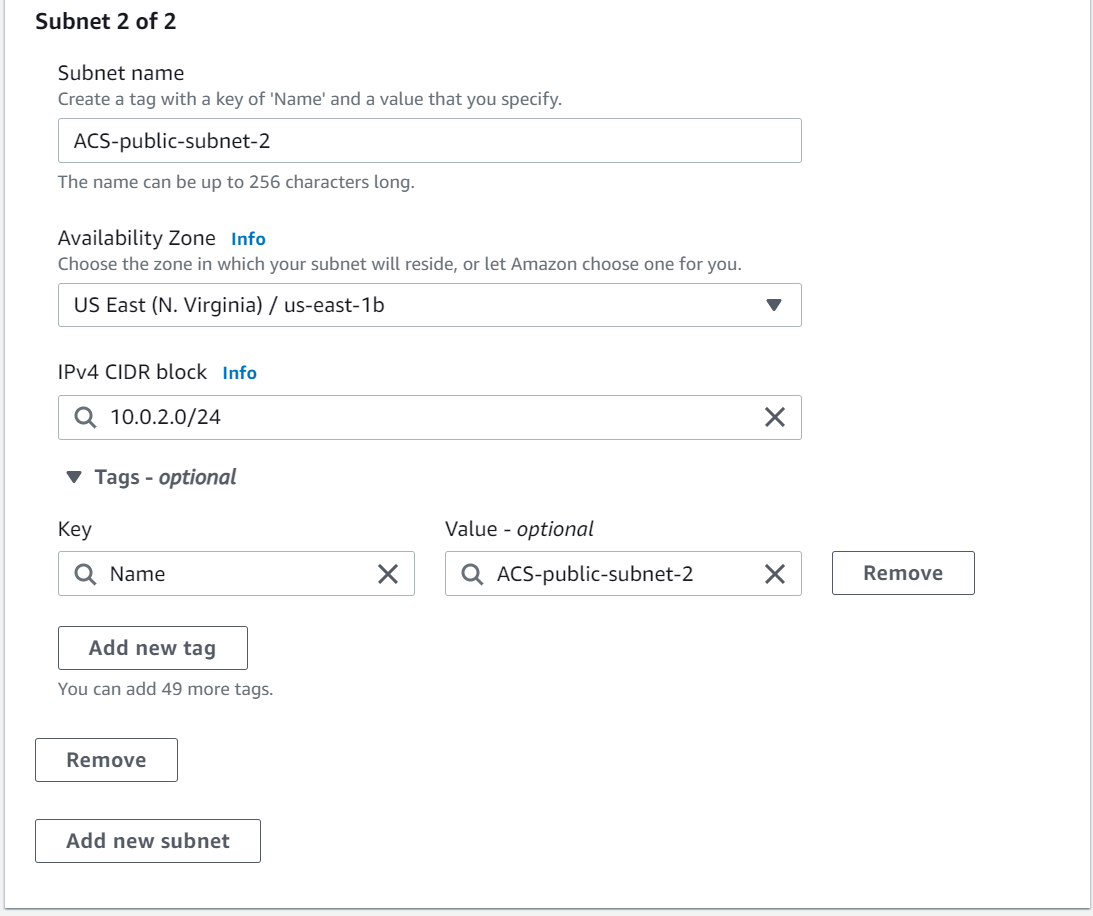 Subnet 2 of 2
Subnet name
Create a tag with a key of 'Name' and a value that you specify.
ACS-public-subnet-2
The name can be up to 256 characters long.
Availability Zone Info
Choose the zone in which your subnet will reside, or let Amazon choose one for you.
US East (N. Virginia) / us-east-1b
IPv4 CIDR block Info
10.0.2.0/24
Tags - optional
Key Value - optional
Name ACS-public-subnet-2 Remove
Add new tag
You can add 49 more tags.
Remove
Add new subnet